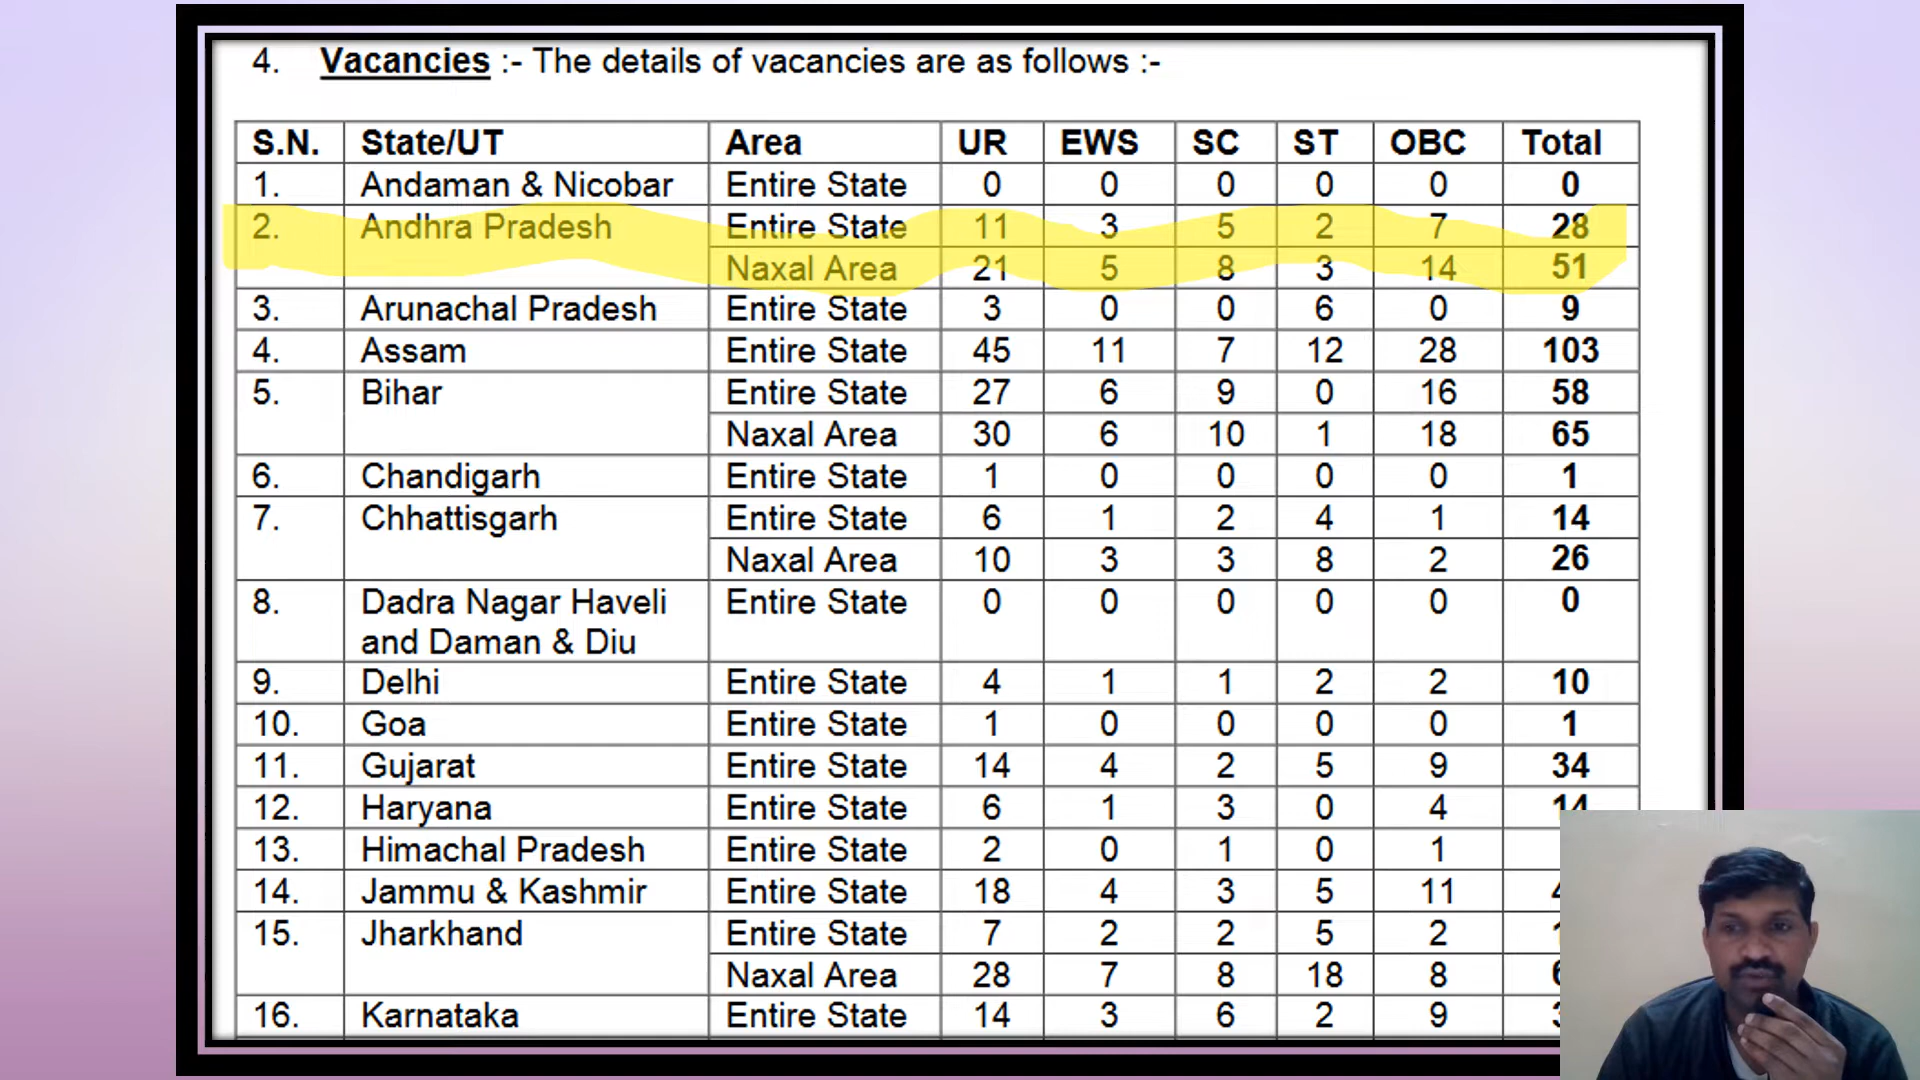 4. Vacancies :- The details of vacancies are as follows :-
S.N. State/UT Area UR EWS SC ST OBC Total
1. Andaman & Nicobar Entire State 0 0 0 0 0 0
2. Andhra Pradesh Entire State 11 3 5 2 7 28
Naxal Area 21 5 8 3 14 51
3. Arunachal Pradesh Entire State 3 0 0 6 0 9
4. Assam Entire State 45 11 7 12 28 103
5. Bihar Entire State 27 6 9 0 16 58
Naxal Area 30 6 10 1 18 65
6. Chandigarh Entire State 1 0 0 0 0 1
7. Chhattisgarh Entire State 6 1 2 4 1 14
Naxal Area 10 3 3 8 2 26
8. Dadra Nagar Haveli Entire State 0 0 0 0 0 0
and Daman & Diu
9. Delhi Entire State 4 1 1 2 2 10
10. Goa Entire State 1 0 0 0 0 1
11. Gujarat Entire State 14 4 2 5 9 34
12. Haryana Entire State 6 1 3 0 4 14
13. Himachal Pradesh Entire State 2 0 1 0 1
14. Jammu & Kashmir Entire State 18 4 3 5 11
15. Jharkhand Entire State 7 2 2 5 2
Naxal Area 28 7 8 18 8
16. Karnataka Entire State 14 3 6 2 9